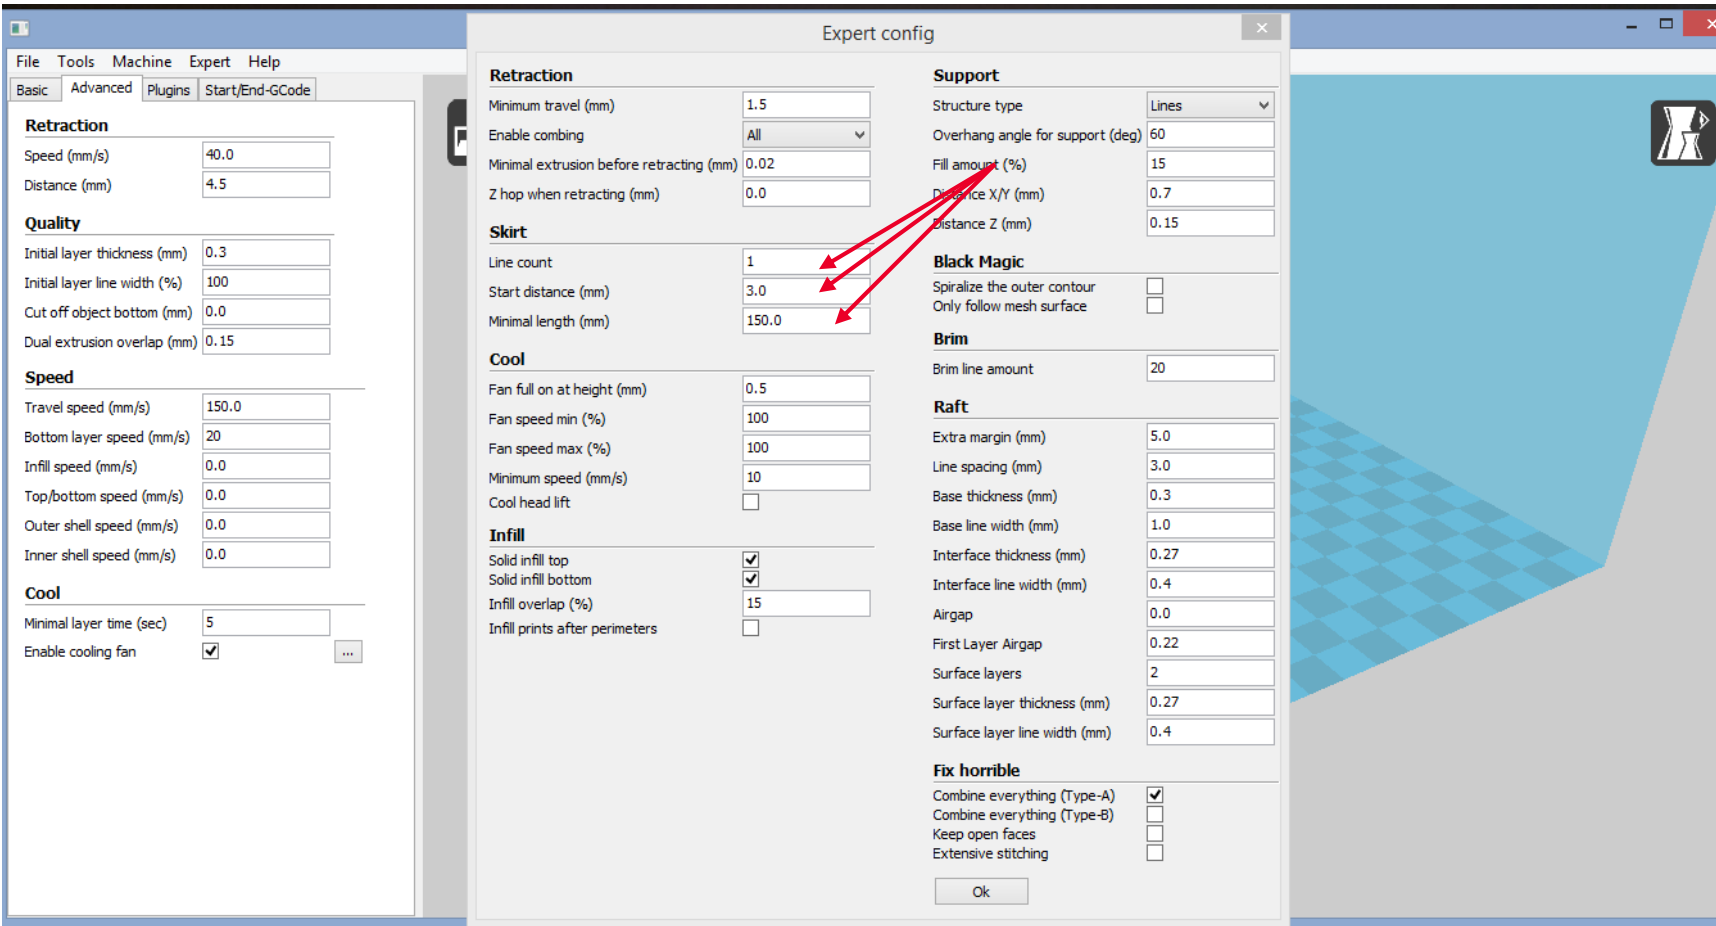 Expert config
File Tools Machine Expert Help
Basic Advanced Plugins Start/End-GCode
Retraction
Speed (mm/s) 40.0
Distance (mm) 4.5
Quality
Initial layer thickness (mm) 0.3
Initial layer line width (%) 100
Cut off object bottom (mm) 0.0
Dual extrusion overlap (mm) 0.15
Speed
Travel speed (mm/s) 150.0
Bottom layer speed (mm/s) 20
Infill speed (mm/s) 0.0
Top/bottom speed (mm/s) 0.0
Outer shell speed (mm/s) 0.0
Inner shell speed (mm/s) 0.0
Cool
Minimal layer time (sec) 5
Enable cooling fan ...
Retraction
Minimum travel (mm) 1.5
Enable combing All
Minimal extrusion before retracting (mm) 0.02
Z hop when retracting (mm) 0.0
Skirt
Line count 1
Start distance (mm) 3.0
Minimal length (mm) 150.0
Cool
Fan full on at height (mm) 0.5
Fan speed min (%) 100
Fan speed max (%) 100
Minimum speed (mm/s) 10
Cool head lift
Infill
Solid infill top
Solid infill bottom
Infill overlap (%) 15
Infill prints after perimeters
Support
Structure type Lines
Overhang angle for support (deg) 60
Fill amount (%) 15
Distance X/Y (mm) 0.7
Distance Z (mm) 0.15
Black Magic
Spiralize the outer contour
Only follow mesh surface
Brim
Brim line amount 20
Raft
Extra margin (mm) 5.0
Line spacing (mm) 3.0
Base thickness (mm) 0.3
Base line width (mm) 1.0
Interface thickness (mm) 0.27
Interface line width (mm) 0.4
Airgap 0.0
First Layer Airgap 0.22
Surface layers 2
Surface layer thickness (mm) 0.27
Surface layer line width (mm) 0.4
Fix horrible
Combine everything (Type-A)
Combine everything (Type-B)
Keep open faces
Extensive stitching
Ok